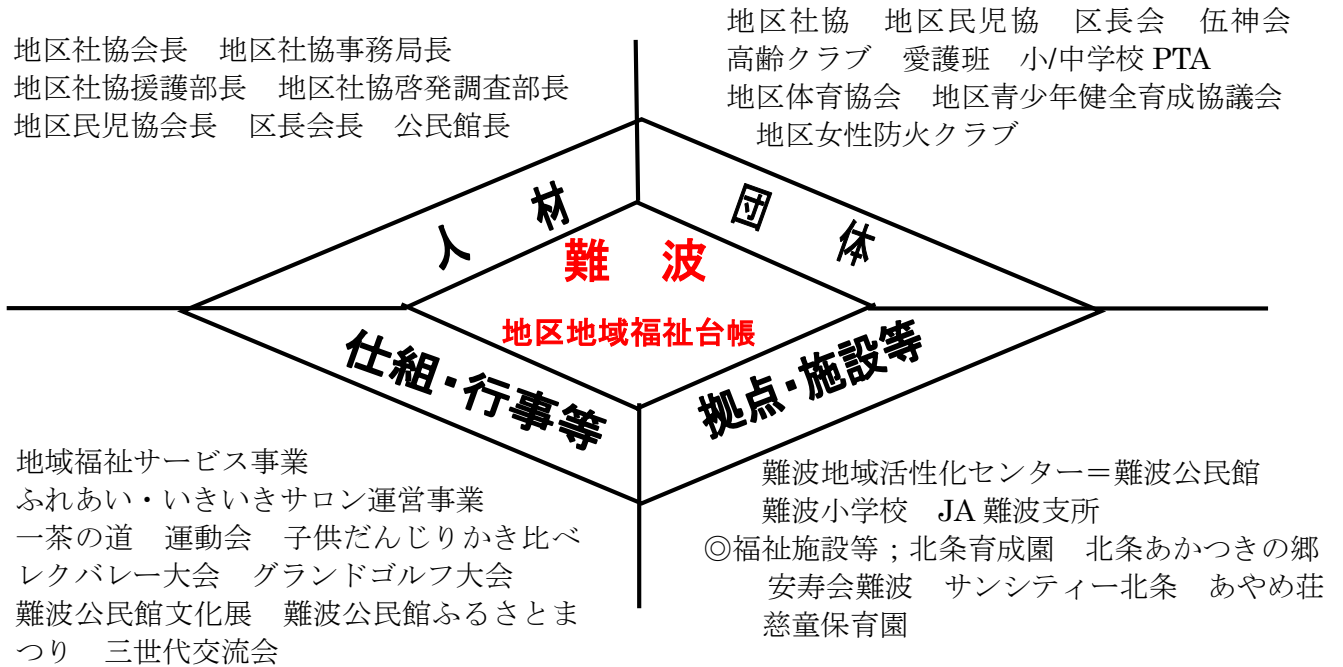 地区社協会長　地区社協事務局長
地区社協援護部長　地区社協啓発調査部長
地区民児協会長　区長会長　公民館長
地区社協　地区民児協　区長会　伍神会
高齢クラブ　愛護班　小/中学校 PTA
地区体育協会　地区青少年健全育成協議会
地区女性防火クラブ
人材
団体
難　波
地区地域福祉台帳
仕組・行事等
拠点・施設等
地域福祉サービス事業
ふれあい・いきいきサロン運営事業
一茶の道　運動会　子供だんじりかき比べ
レクバレー大会　グランドゴルフ大会
難波公民館文化展　難波公民館ふるさとま
つり　三世代交流会
難波地域活性化センター＝難波公民館
難波小学校　JA 難波支所
◎福祉施設等；北条育成園　北条あかつきの郷
安寿会難波　サンシティー北条　あやめ荘
慈童保育園